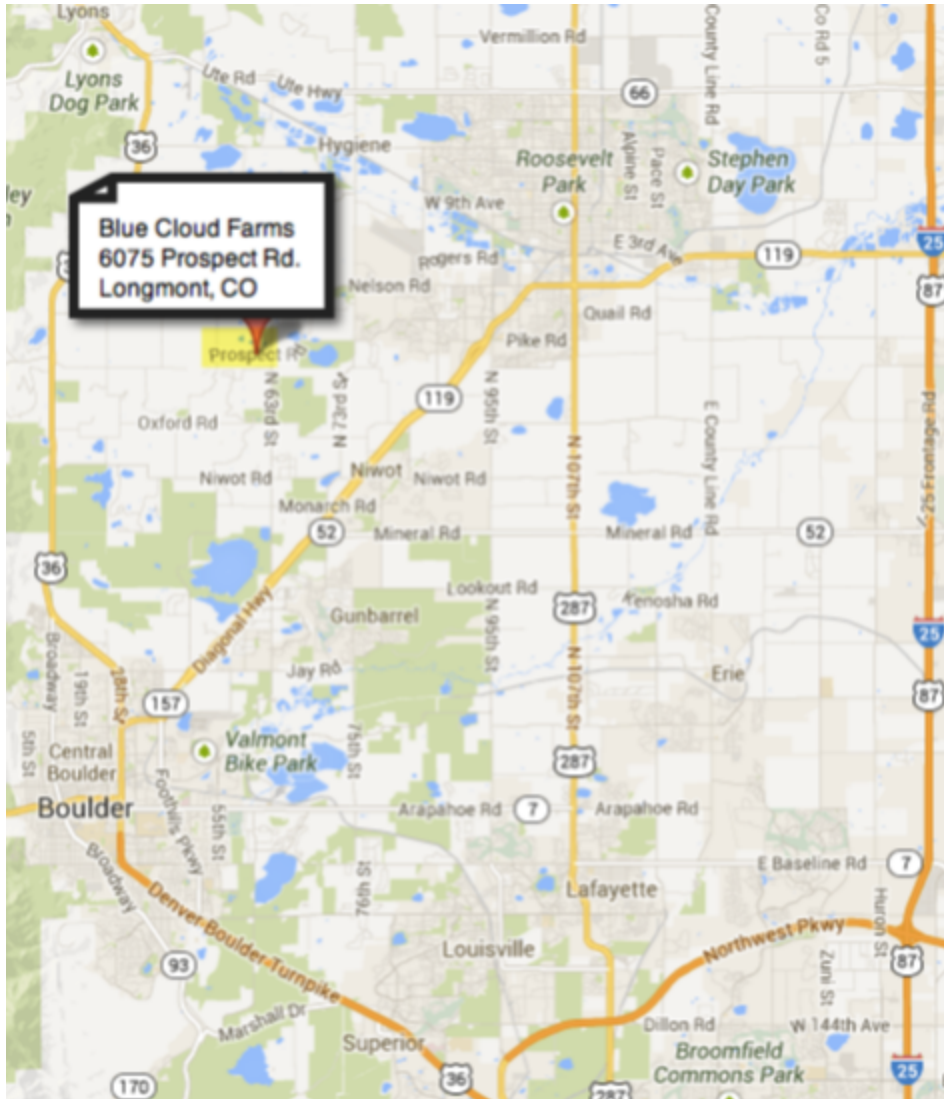 Lyons
Vermillion Rd
County Line Rd
Co Rd 5
Lyons
Dog Park
Ute Rd
Ute Hwy
66
36
Hygiene
Roosevelt
Park
Alpine St
Pace St
Stephen
Day Park
ley
W 9th Ave
Blue Cloud Farms
6075 Prospect Rd.
Longmont, CO
Rogers Rd
E 3rd Ave
119
25
87
Nelson Rd
Quail Rd
Pike Rd
Prospect R
N 63rd St
N 73rd St
119
N 95th St
Oxford Rd
N 107th St
E County Line Rd
25 Frontage Rd
Niwot Rd
Niwot
Niwot Rd
Monarch Rd
52
Mineral Rd
Mineral Rd
52
36
Lookout Rd
287
Tenosha Rd
Diagonal Hwy
Gunbarrel
N 95th St
25
Broadway
19th St
28th St
Jay Rd
N 107th St
Erie
87
157
5th St
Central
Boulder
Valmont
Bike Park
75th St
287
Boulder
Foothills Pkwy
55th St
Arapahoe Rd
7
Arapahoe Rd
Broadway
76th St
E Baseline Rd
7
Lafayette
Denver Boulder Turnpike
Louisville
Northwest Pkwy
Huron St
87
93
Zuni St
Marshall Dr
Superior
Dillon Rd
W 144th Ave
Broomfield
Commons Park
170
36
287
25